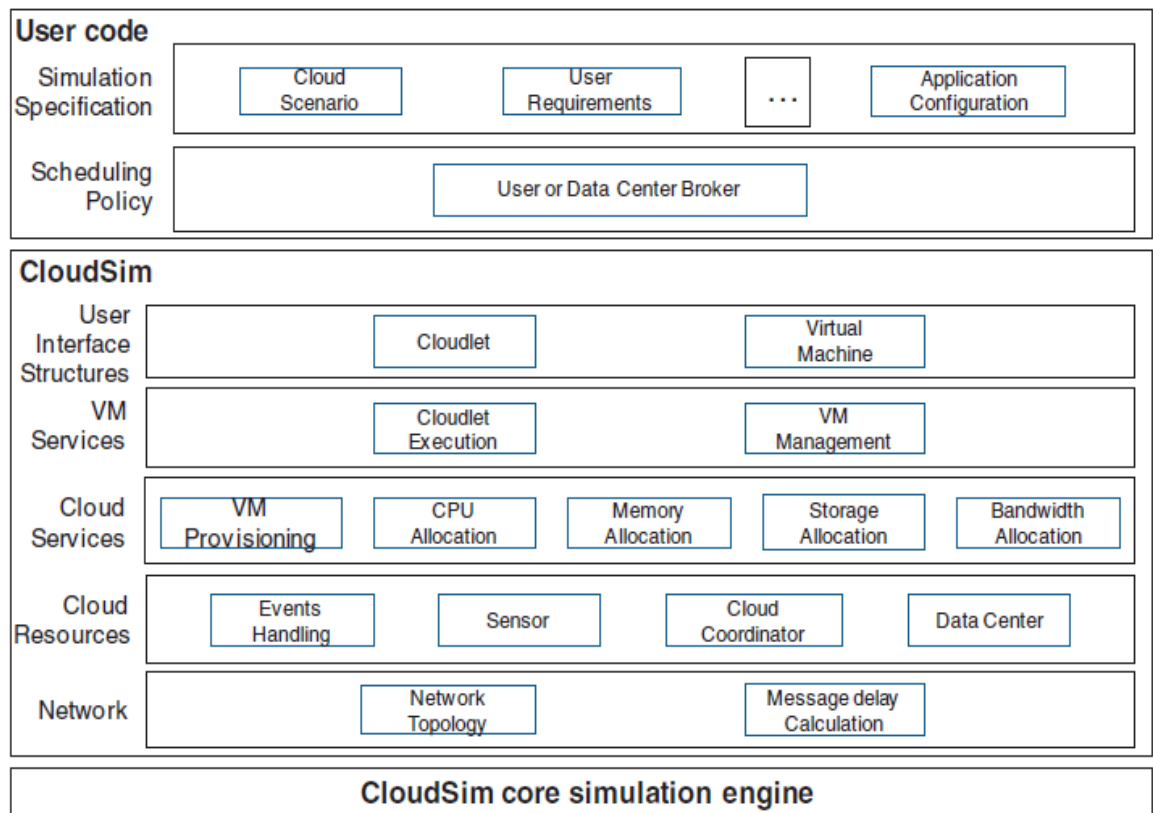 User code
Simulation
Specification
Cloud
Scenario
User
Requirements
...
Application
Configuration
Scheduling
Policy
User or Data Center Broker
CloudSim
User
Interface
Structures
Cloudlet
Virtual
Machine
VM
Services
Cloudlet
Execution
VM
Management
Cloud
Services
VM
Provisioning
CPU
Allocation
Memory
Allocation
Storage
Allocation
Bandwidth
Allocation
Cloud
Resources
Events
Handling
Sensor
Cloud
Coordinator
Data Center
Network
Network
Topology
Message delay
Calculation
CloudSim core simulation engine